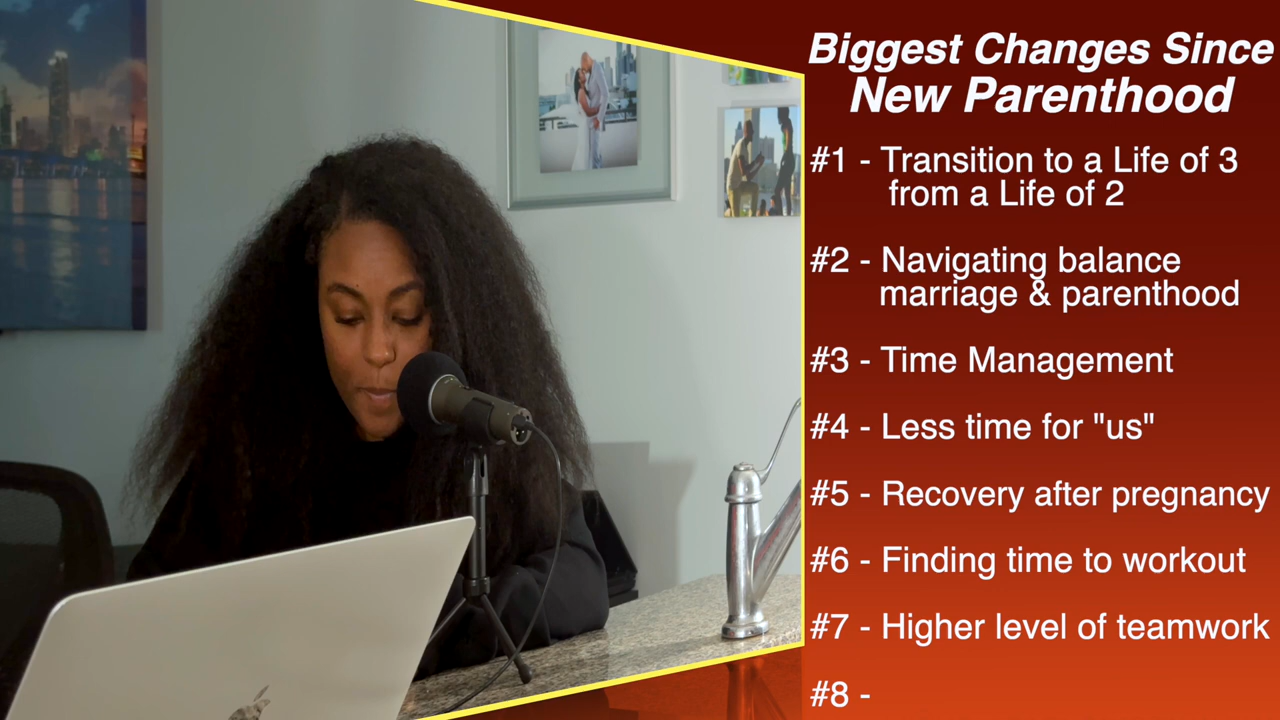 Biggest Changes Since
New Parenthood
#1 - Transition to a Life of 3
from a Life of 2
#2 - Navigating balance
marriage & parenthood
#3 - Time Management
#4 - Less time for "us"
#5 - Recovery after pregnancy
#6 - Finding time to workout
#7 - Higher level of teamwork
#8 -